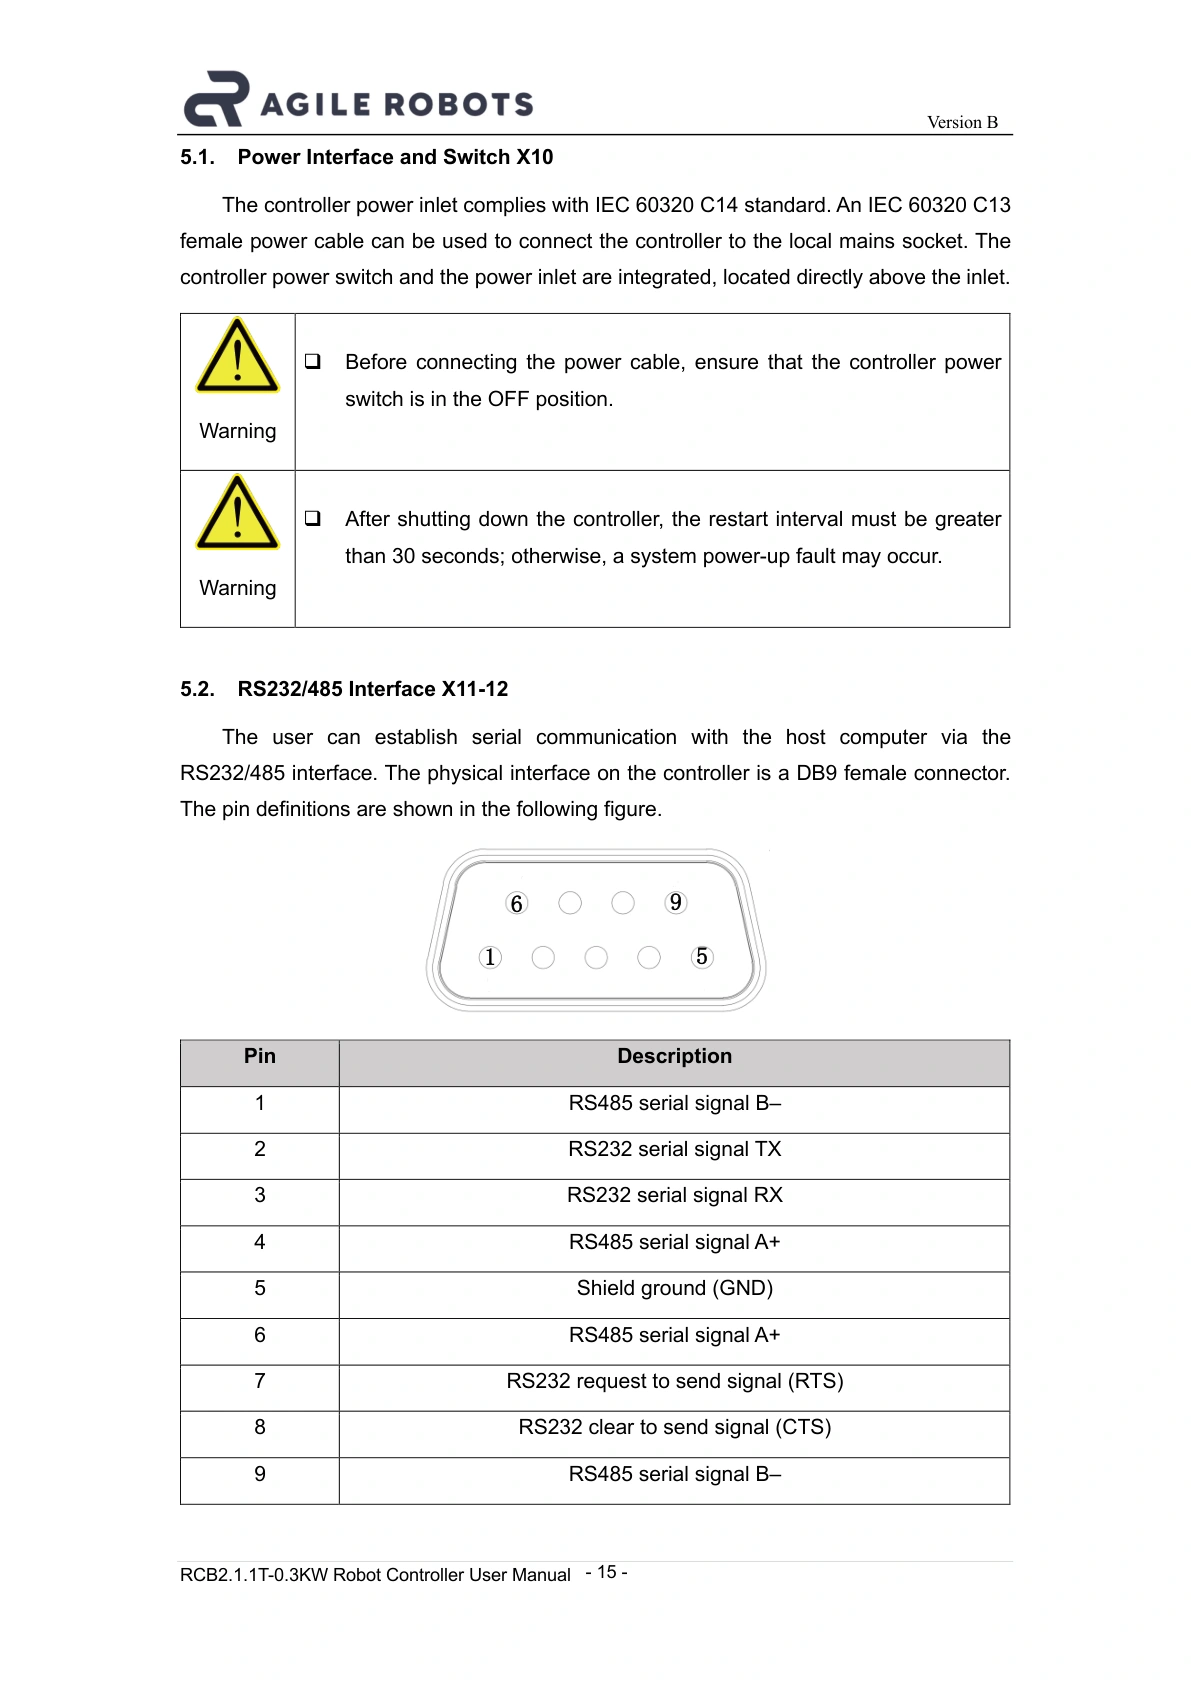 AGILE ROBOTS
Version B
5.1. Power Interface and Switch X10
The controller power inlet complies with IEC 60320 C14 standard. An IEC 60320 C13
female power cable can be used to connect the controller to the local mains socket. The
controller power switch and the power inlet are integrated, located directly above the inlet.
Warning
❑ Before connecting the power cable, ensure that the controller power
switch is in the OFF position.
Warning
❑ After shutting down the controller, the restart interval must be greater
than 30 seconds; otherwise, a system power-up fault may occur.
5.2. RS232/485 Interface X11-12
The user can establish serial communication with the host computer via the
RS232/485 interface. The physical interface on the controller is a DB9 female connector.
The pin definitions are shown in the following figure.
6 9
1 5
Pin Description
1 RS485 serial signal B–
2 RS232 serial signal TX
3 RS232 serial signal RX
4 RS485 serial signal A+
5 Shield ground (GND)
6 RS485 serial signal A+
7 RS232 request to send signal (RTS)
8 RS232 clear to send signal (CTS)
9 RS485 serial signal B–
RCB2.1.1T-0.3KW Robot Controller User Manual - 15 -